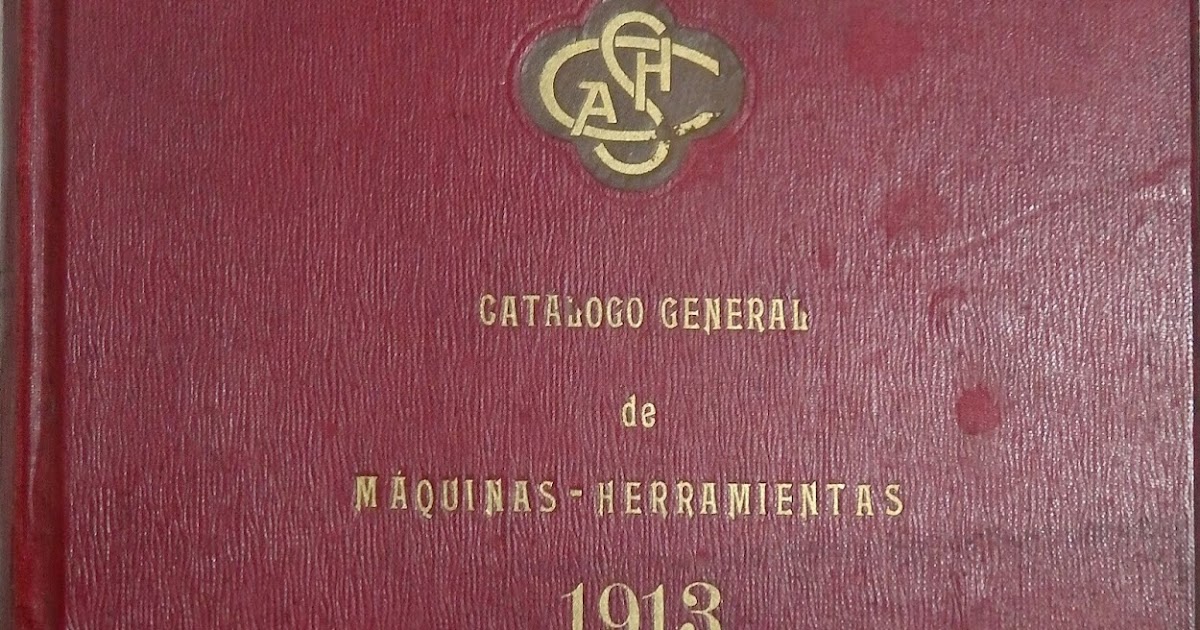 CATALOGO GENERAL
de
MÁQUINAS-HERRAMIENTAS
1913